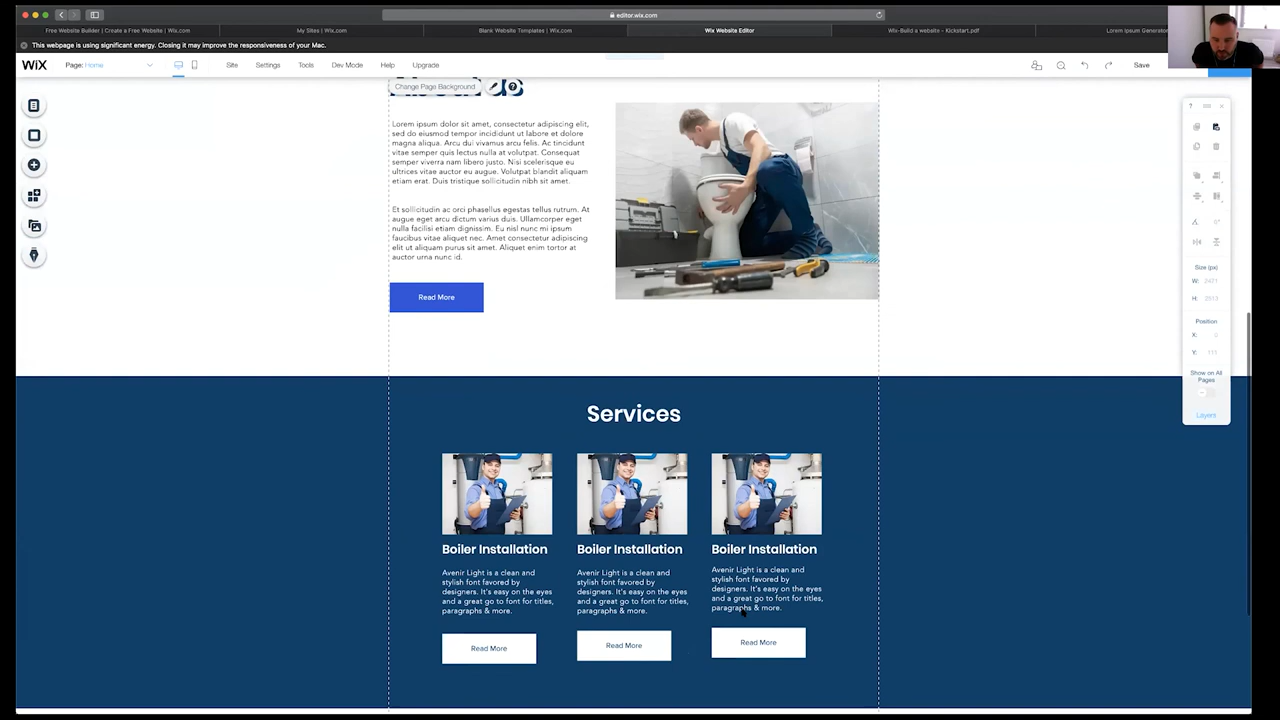 editor.wix.com
Free Website Builder | Create a Free Website | Wix.com
My Sites | Wix.com
Blank Website Templates | Wix.com
Wix Website Editor
Wix-Build a website - Kickstart.pdf
Lorem Ipsum Generator
This webpage is using significant energy. Closing it may improve the responsiveness of your Mac.
WiX
Page: Home
Site
Settings
Tools
Dev Mode
Help
Upgrade
Save
Change Page Background
?
Lorem ipsum dolor sit amet, consectetur adipiscing elit,
sed do eiusmod tempor incididunt ut labore et dolore
magna aliqua. Arcu dui vivamus arcu felis. Ac tincidunt
vitae semper quis lectus nulla at volutpat. Consequat
semper viverra nam libero justo. Nisi scelerisque eu
ultrices vitae auctor eu augue. Volutpat blandit aliquam
etiam erat. Duis tristique sollicitudin nibh sit amet.
Et sollicitudin ac orci phasellus egestas tellus rutrum. At
augue eget arcu dictum varius duis. Ullamcorper eget
nulla facilisi etiam dignissim. Eu nisl nunc mi ipsum
faucibus vitae aliquet nec. Amet consectetur adipiscing
elit ut aliquam purus sit amet. Aliquet enim tortor at
auctor urna nunc id.
Read More
?
Size (px)
W: 2421
H: 2613
Position
X: 0
Y: 111
Show on All
Pages
Layers
Services
Boiler Installation
Avenir Light is a clean and
stylish font favored by
designers. It's easy on the eyes
and a great go to font for titles,
paragraphs & more.
Read More
Boiler Installation
Avenir Light is a clean and
stylish font favored by
designers. It's easy on the eyes
and a great go to font for titles,
paragraphs & more.
Read More
Boiler Installation
Avenir Light is a clean and
stylish font favored by
designers. It's easy on the eyes
and a great go to font for titles,
paragraphs & more.
Read More